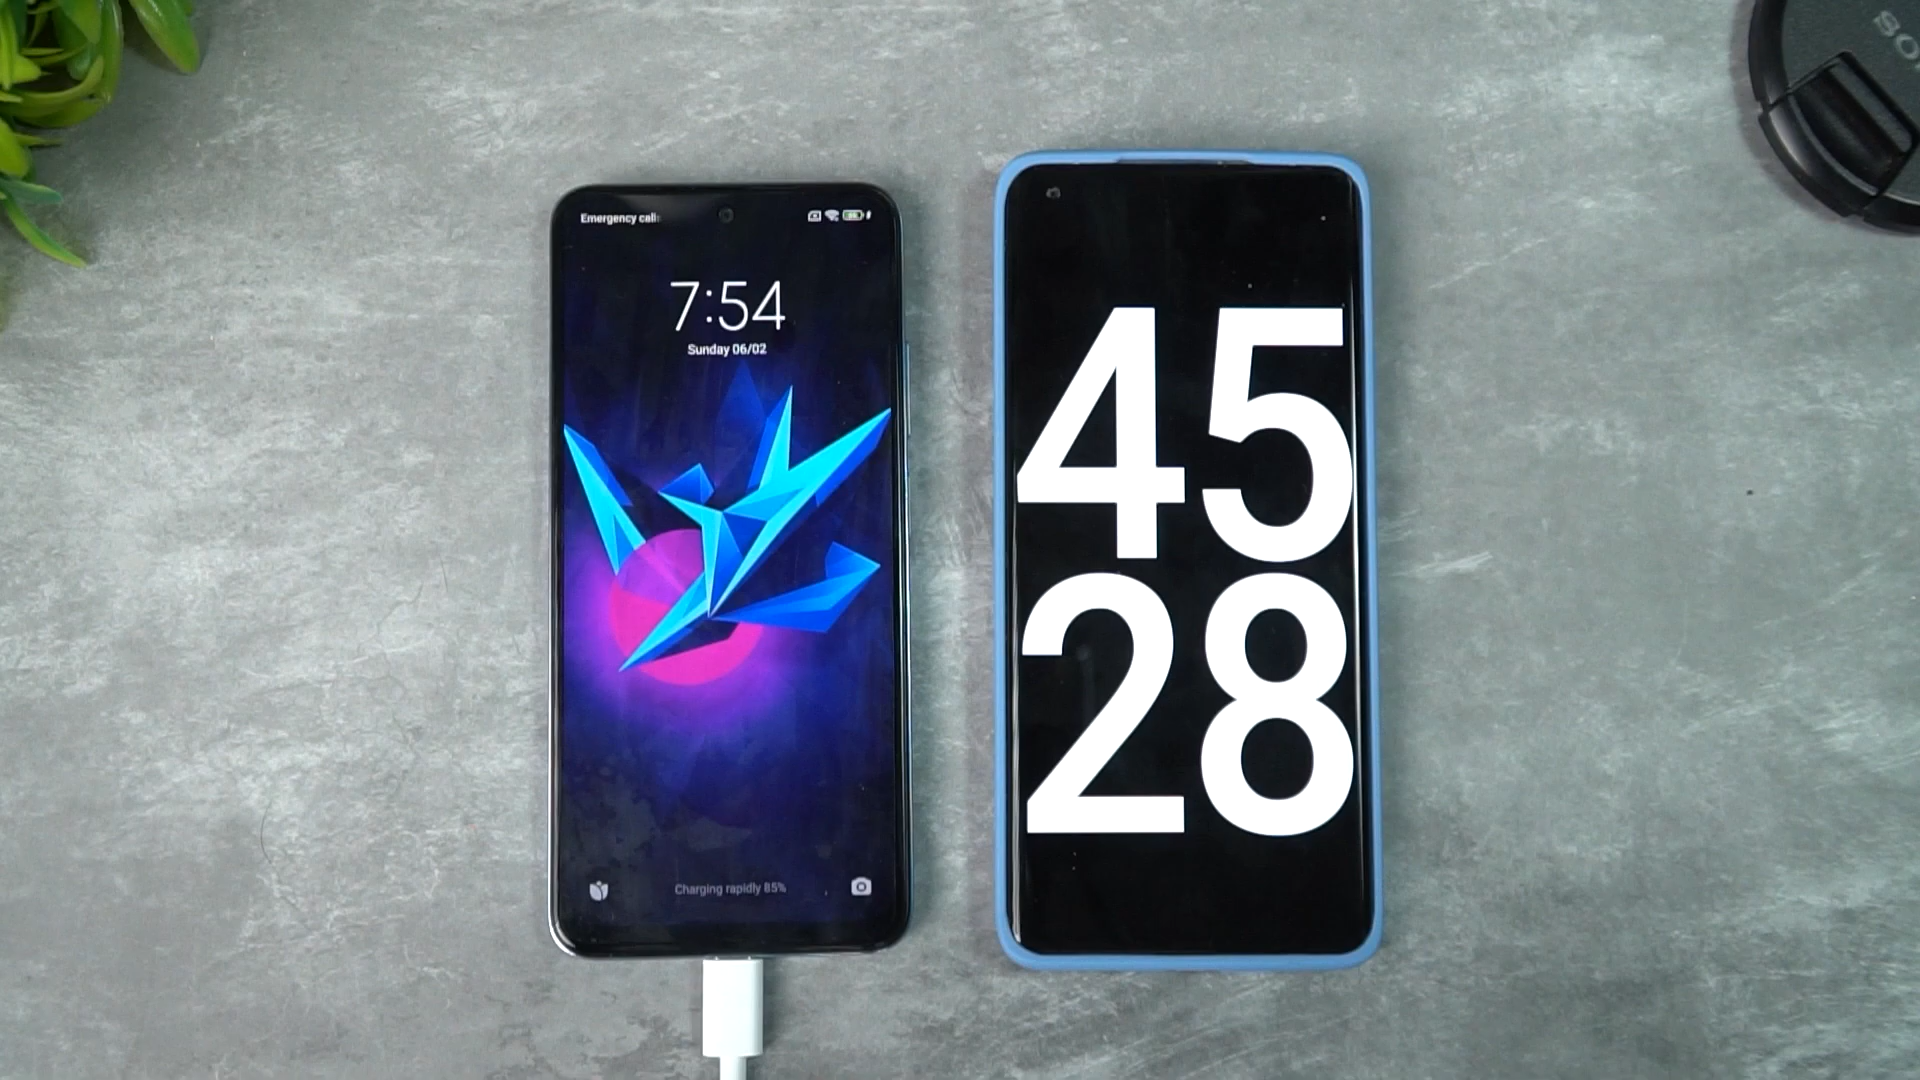 Emergency calls
7:54
Sunday 06/02
Charging rapidly 85%
45
28